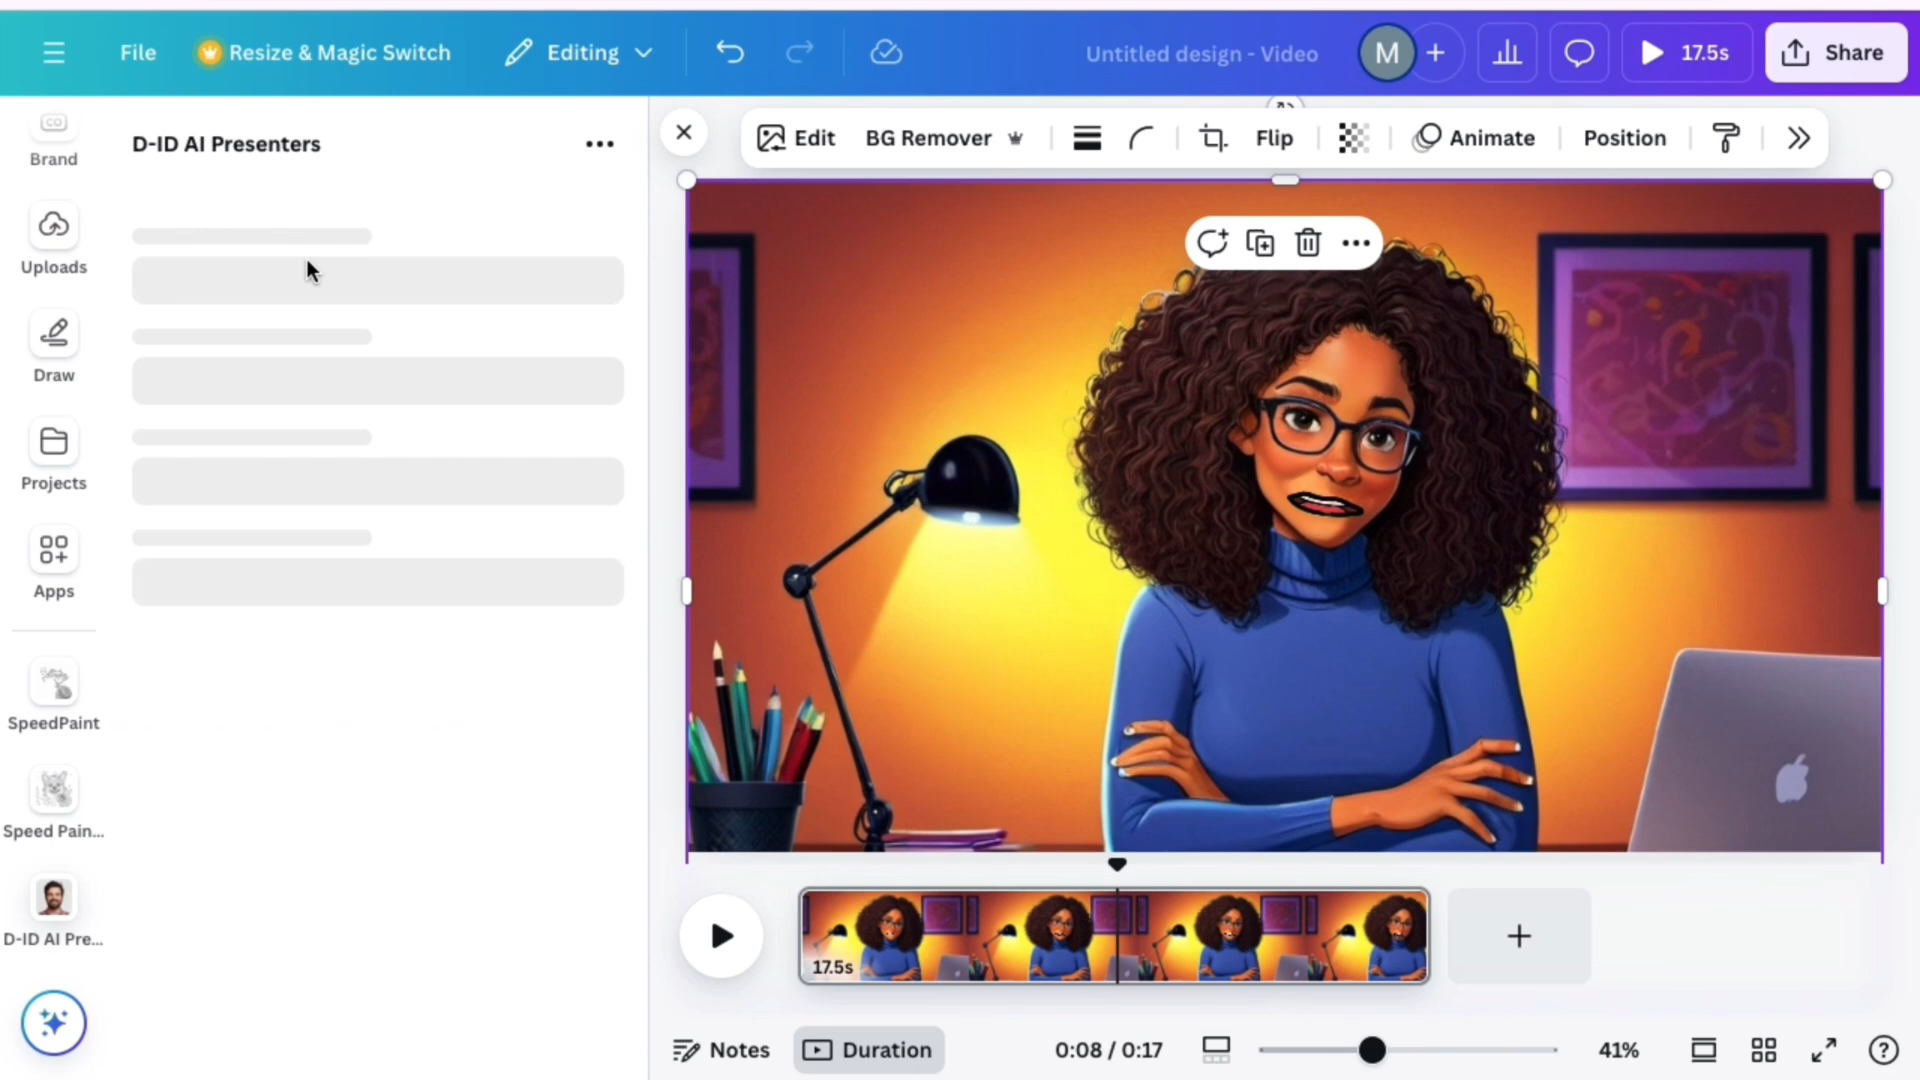 File
Resize & Magic Switch
Editing
Untitled design - Video
M
17.5s
Share
CO
Brand
Uploads
Draw
Projects
Apps
SpeedPaint
Speed Pain...
D-ID AI Pre...
D-ID AI Presenters
Edit
BG Remover
Flip
Animate
Position
17.5s
Notes
Duration
0:08 / 0:17
41%